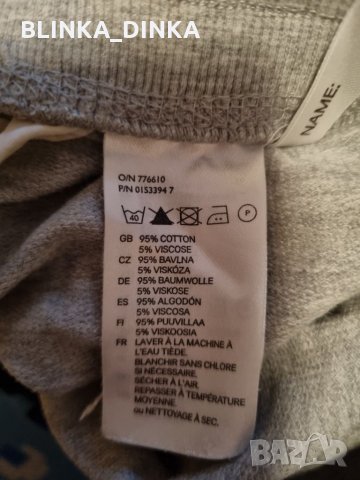 BLINKA_DINKA
NAME:
O/N 776610
P/N 0153394 7
40
P
GB 95% COTTON
5% VISCOSE
CZ 95% BAVLNA
5% VISKÓZA
DE 95% BAUMWOLLE
5% VISKOSE
ES 95% ALGODÓN
5% VISCOSA
FI 95% PUUVILLAA
5% VISKOOSIA
FR LAVER À LA MACHINE À
L'EAU TIÈDE.
BLANCHIR SANS CHLORE
SI NÉCESSAIRE.
SÉCHER À L'AIR.
REPASSER À TEMPÉRATURE
MOYENNE.
ou NETTOYAGE À SEC.
BAZAR